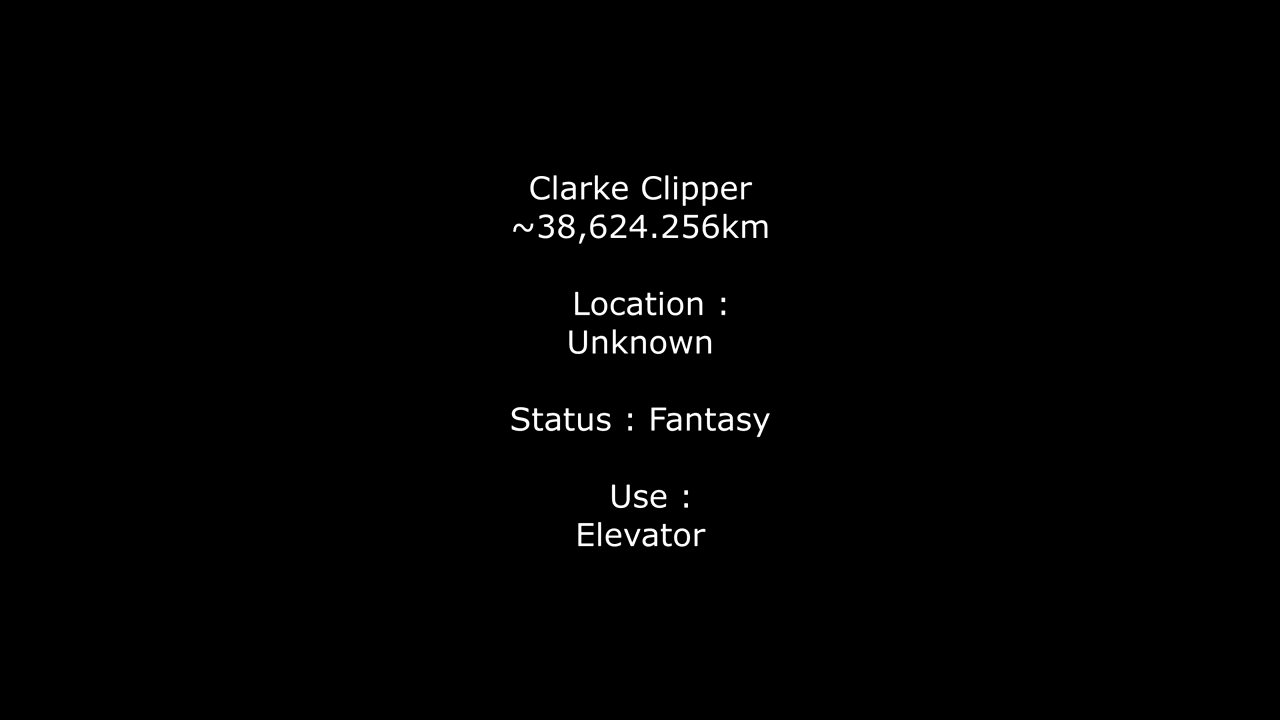 Clarke Clipper
~38,624.256km
Location :
Unknown
Status : Fantasy
Use :
Elevator